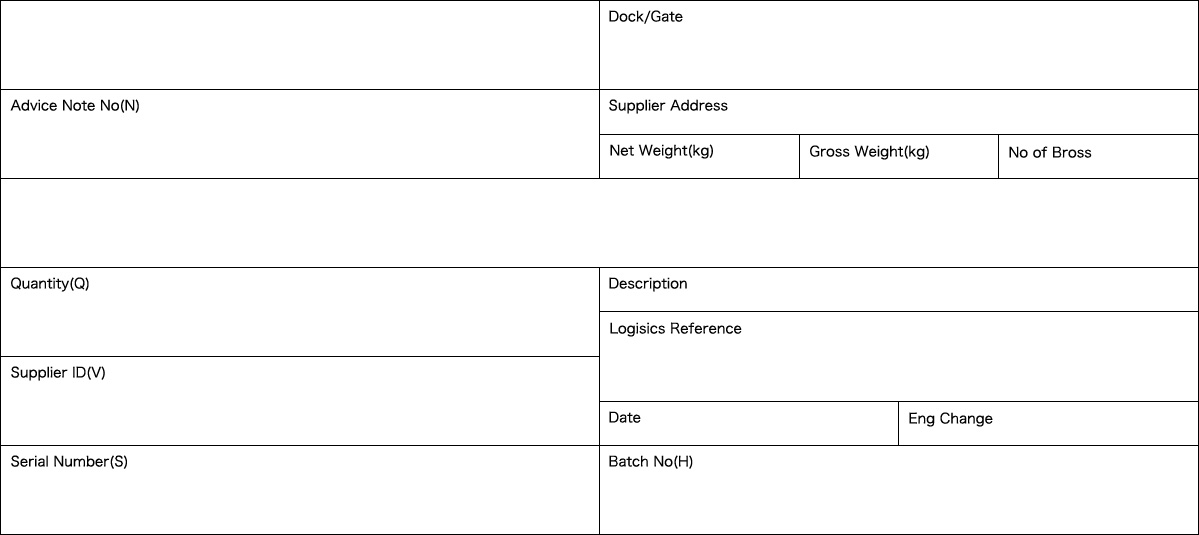 Dock/Gate
Advice Note No(N)
Supplier Address
Net Weight(kg)
Gross Weight(kg)
No of Bross
Quantity(Q)
Description
Logisics Reference
Supplier ID(V)
Date
Eng Change
Serial Number(S)
Batch No(H)